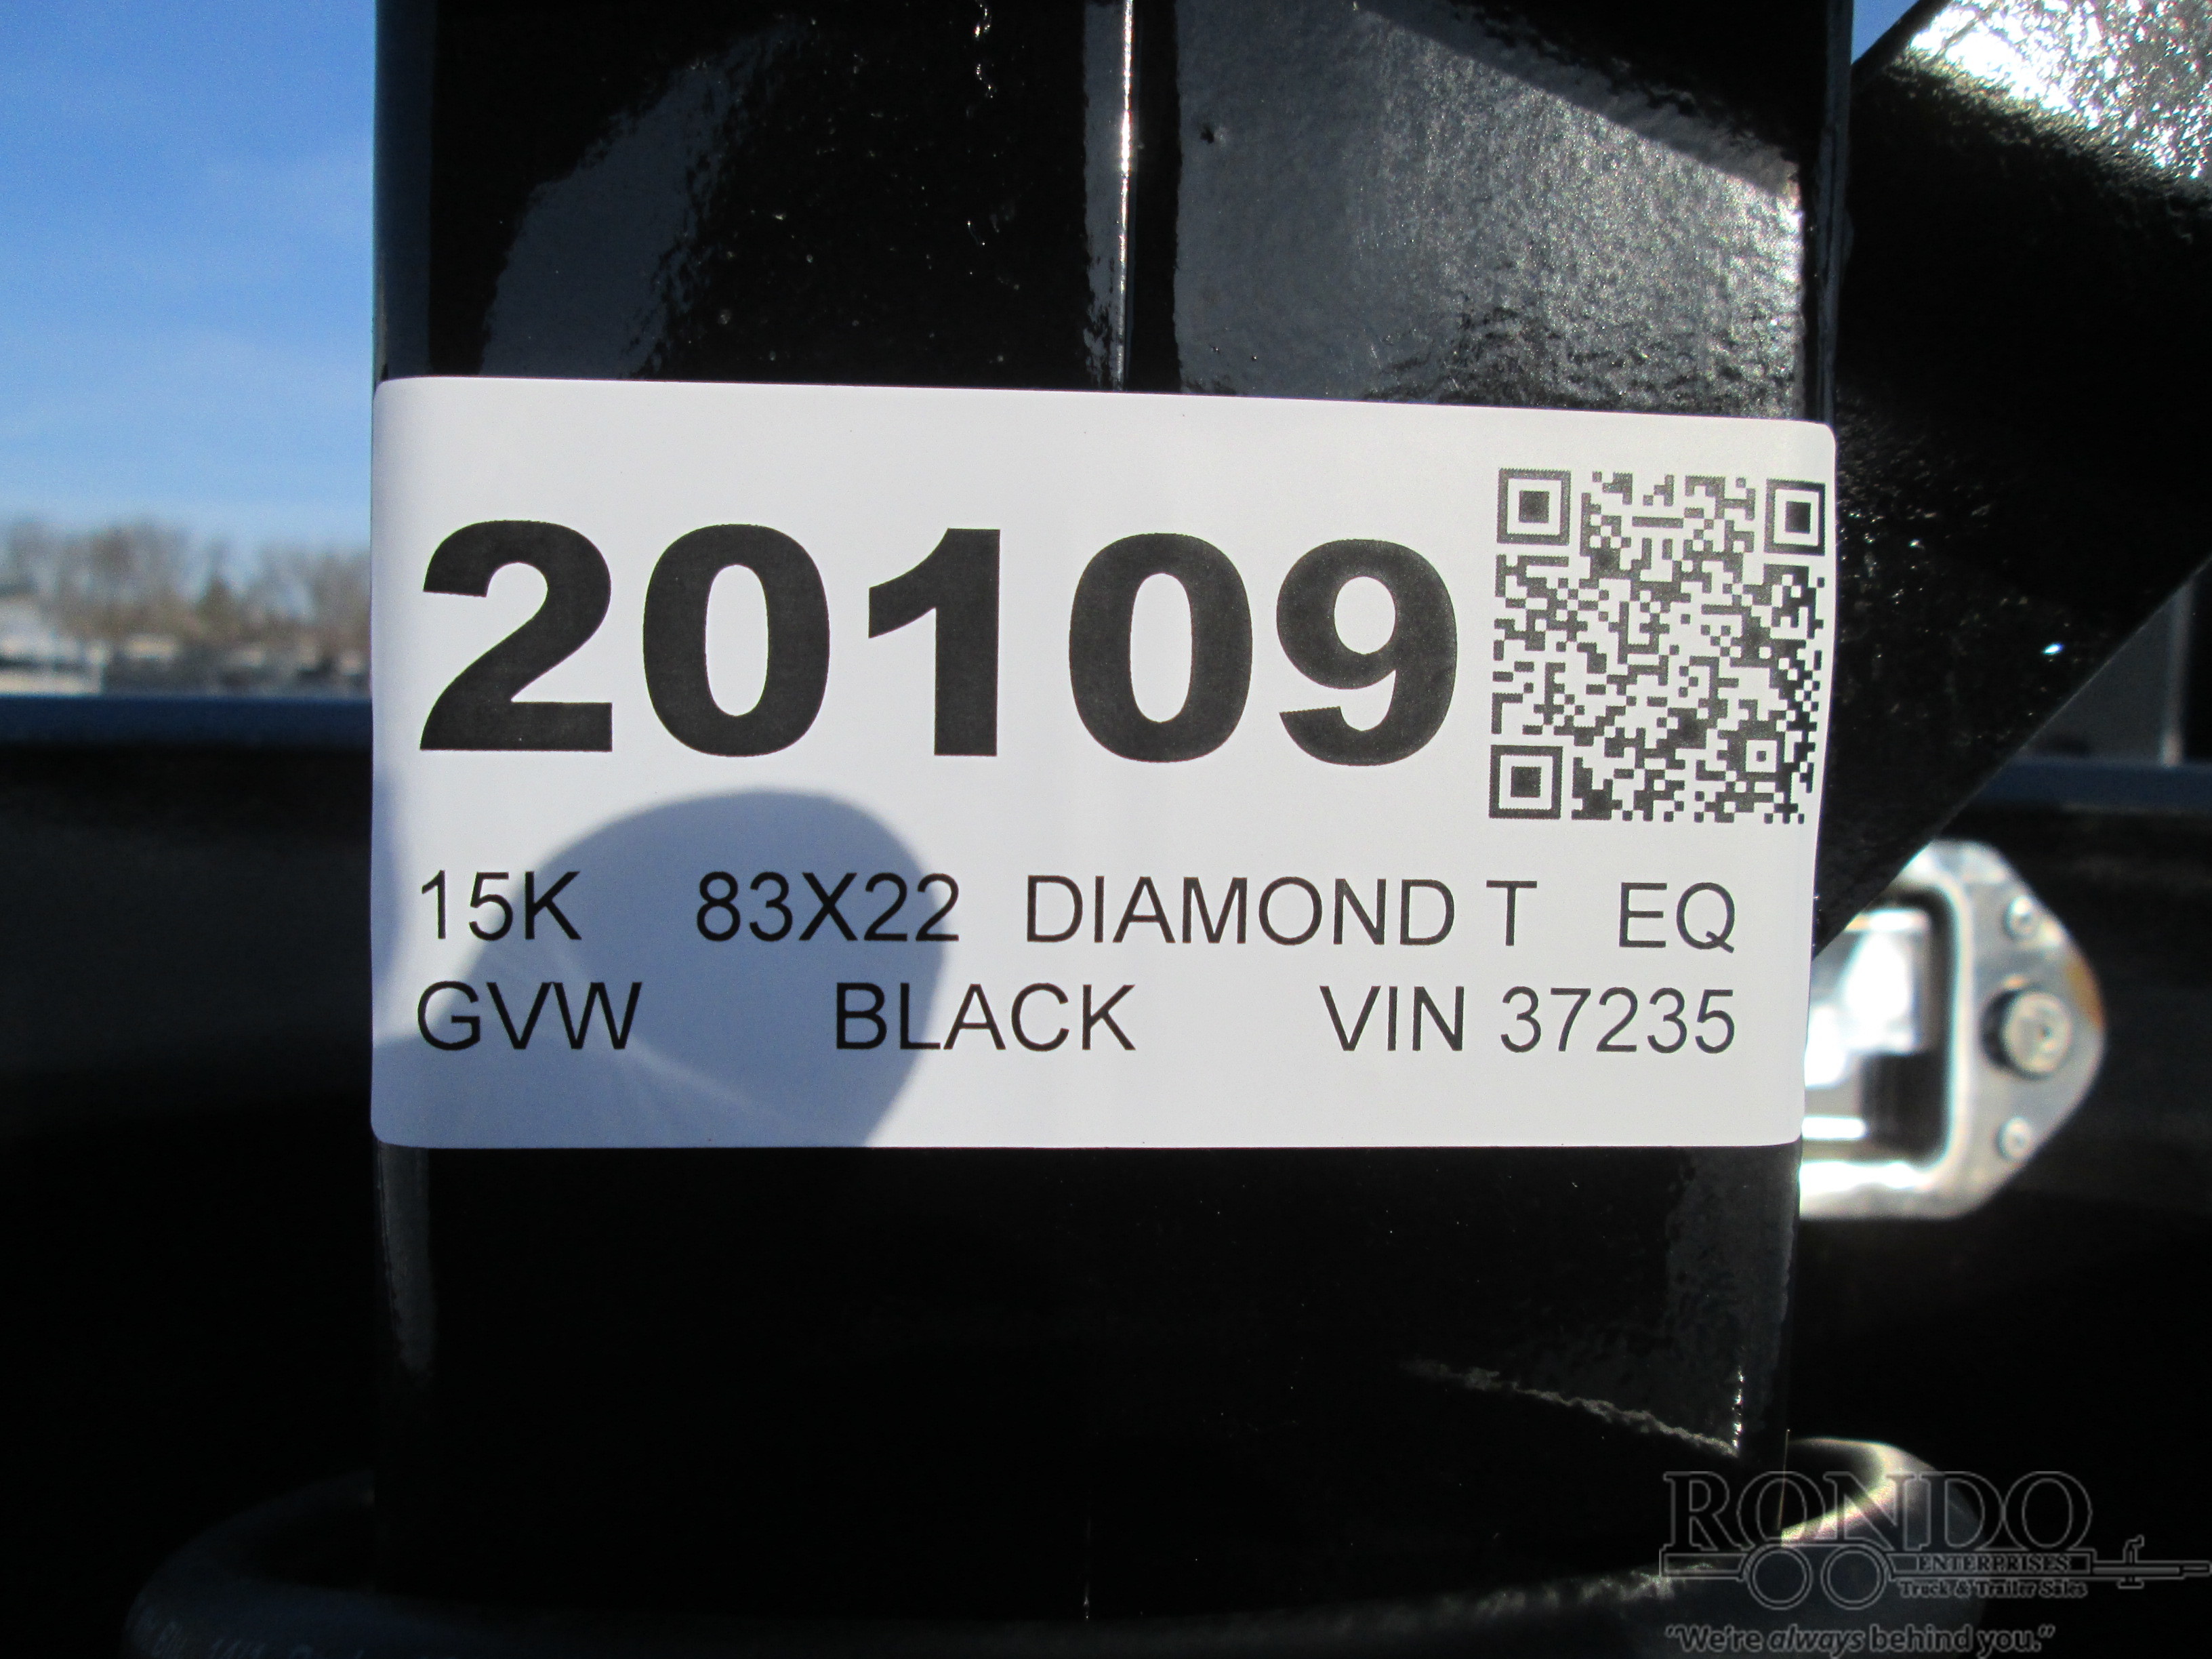 20109
15K 83X22 DIAMOND T EQ
GVW BLACK VIN 37235
RONDO
ENTERPRISES
Truck & Trailer Sales
"We're always behind you."